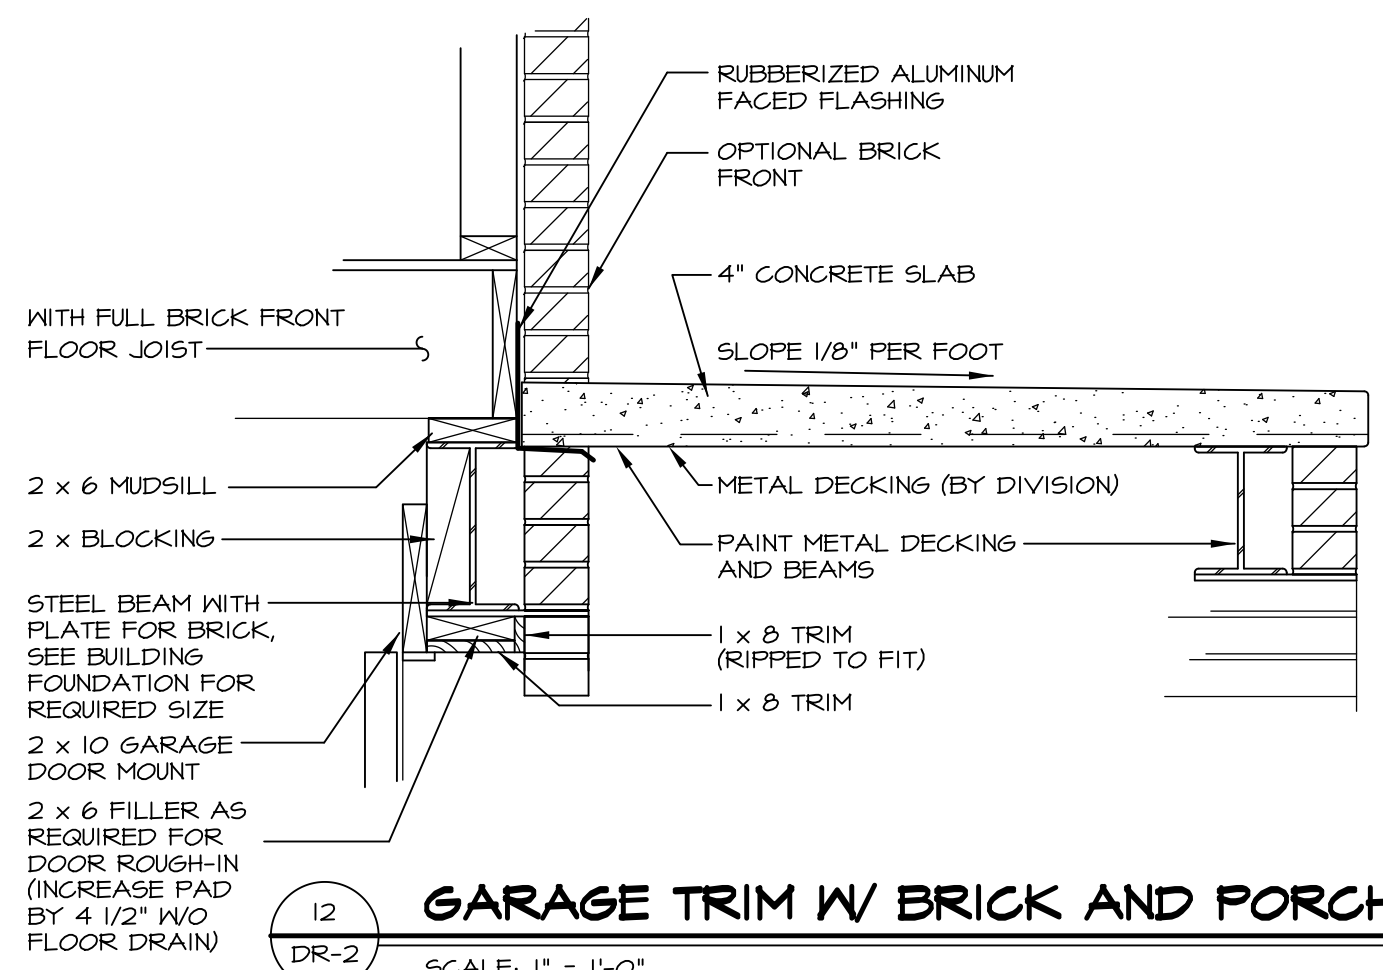 RUBBERIZED ALUMINUM
FACED FLASHING
OPTIONAL BRICK
FRONT
4" CONCRETE SLAB
WITH FULL BRICK FRONT
FLOOR JOIST
SLOPE 1/8" PER FOOT
2 x 6 MUDSILL
METAL DECKING (BY DIVISION)
2 x BLOCKING
PAINT METAL DECKING
AND BEAMS
STEEL BEAM WITH
PLATE FOR BRICK,
SEE BUILDING
FOUNDATION FOR
REQUIRED SIZE
1 x 8 TRIM
(RIPPED TO FIT)
1 x 8 TRIM
2 x 10 GARAGE
DOOR MOUNT
2 x 6 FILLER AS
REQUIRED FOR
DOOR ROUGH-IN
(INCREASE PAD
BY 4 1/2" W/O
FLOOR DRAIN)
12
DR-2
GARAGE TRIM W/ BRICK AND PORCH
SCALE: 1" = 1'-0"